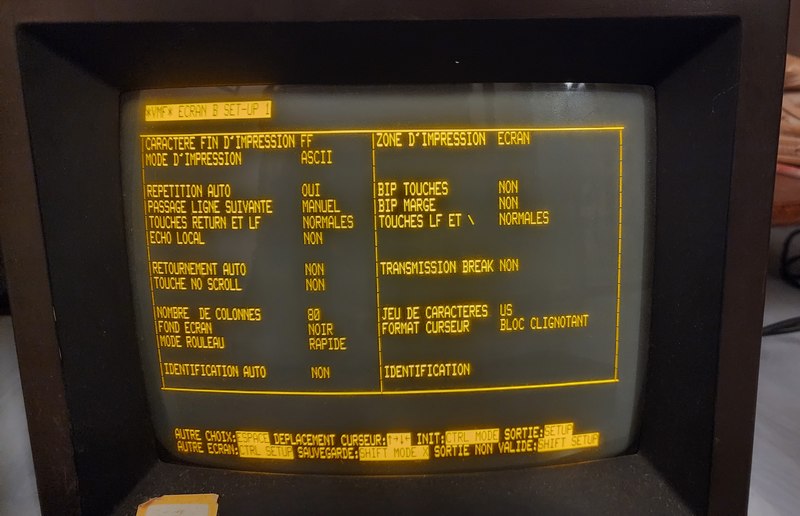 *VMF* ECRAN B SET-UP 1
CARACTERE FIN D'IMPRESSION FF ZONE D'IMPRESSION ECRAN
MODE D'IMPRESSION ASCII
REPETITION AUTO OUI BIP TOUCHES NON
PASSAGE LIGNE SUIVANTE MANUEL BIP MARGE NON
TOUCHES RETURN ET LF NORMALES TOUCHES LF ET \ NORMALES
ECHO LOCAL NON
RETOURNEMENT AUTO NON TRANSMISSION BREAK NON
TOUCHE NO SCROLL NON
NOMBRE DE COLONNES 80 JEU DE CARACTERES US
FOND ECRAN NOIR FORMAT CURSEUR BLOC CLIGNOTANT
MODE ROULEAU RAPIDE
IDENTIFICATION AUTO NON IDENTIFICATION
AUTRE CHOIX:ESPACE DEPLACEMENT CURSEUR:↑→↓← INIT:CTRL MODE SORTIE:SETUP
AUTRE ECRAN:CTRL SETUP SAUVEGARDE:SHIFT MODE X SORTIE NON VALIDE:SHIFT SETUP